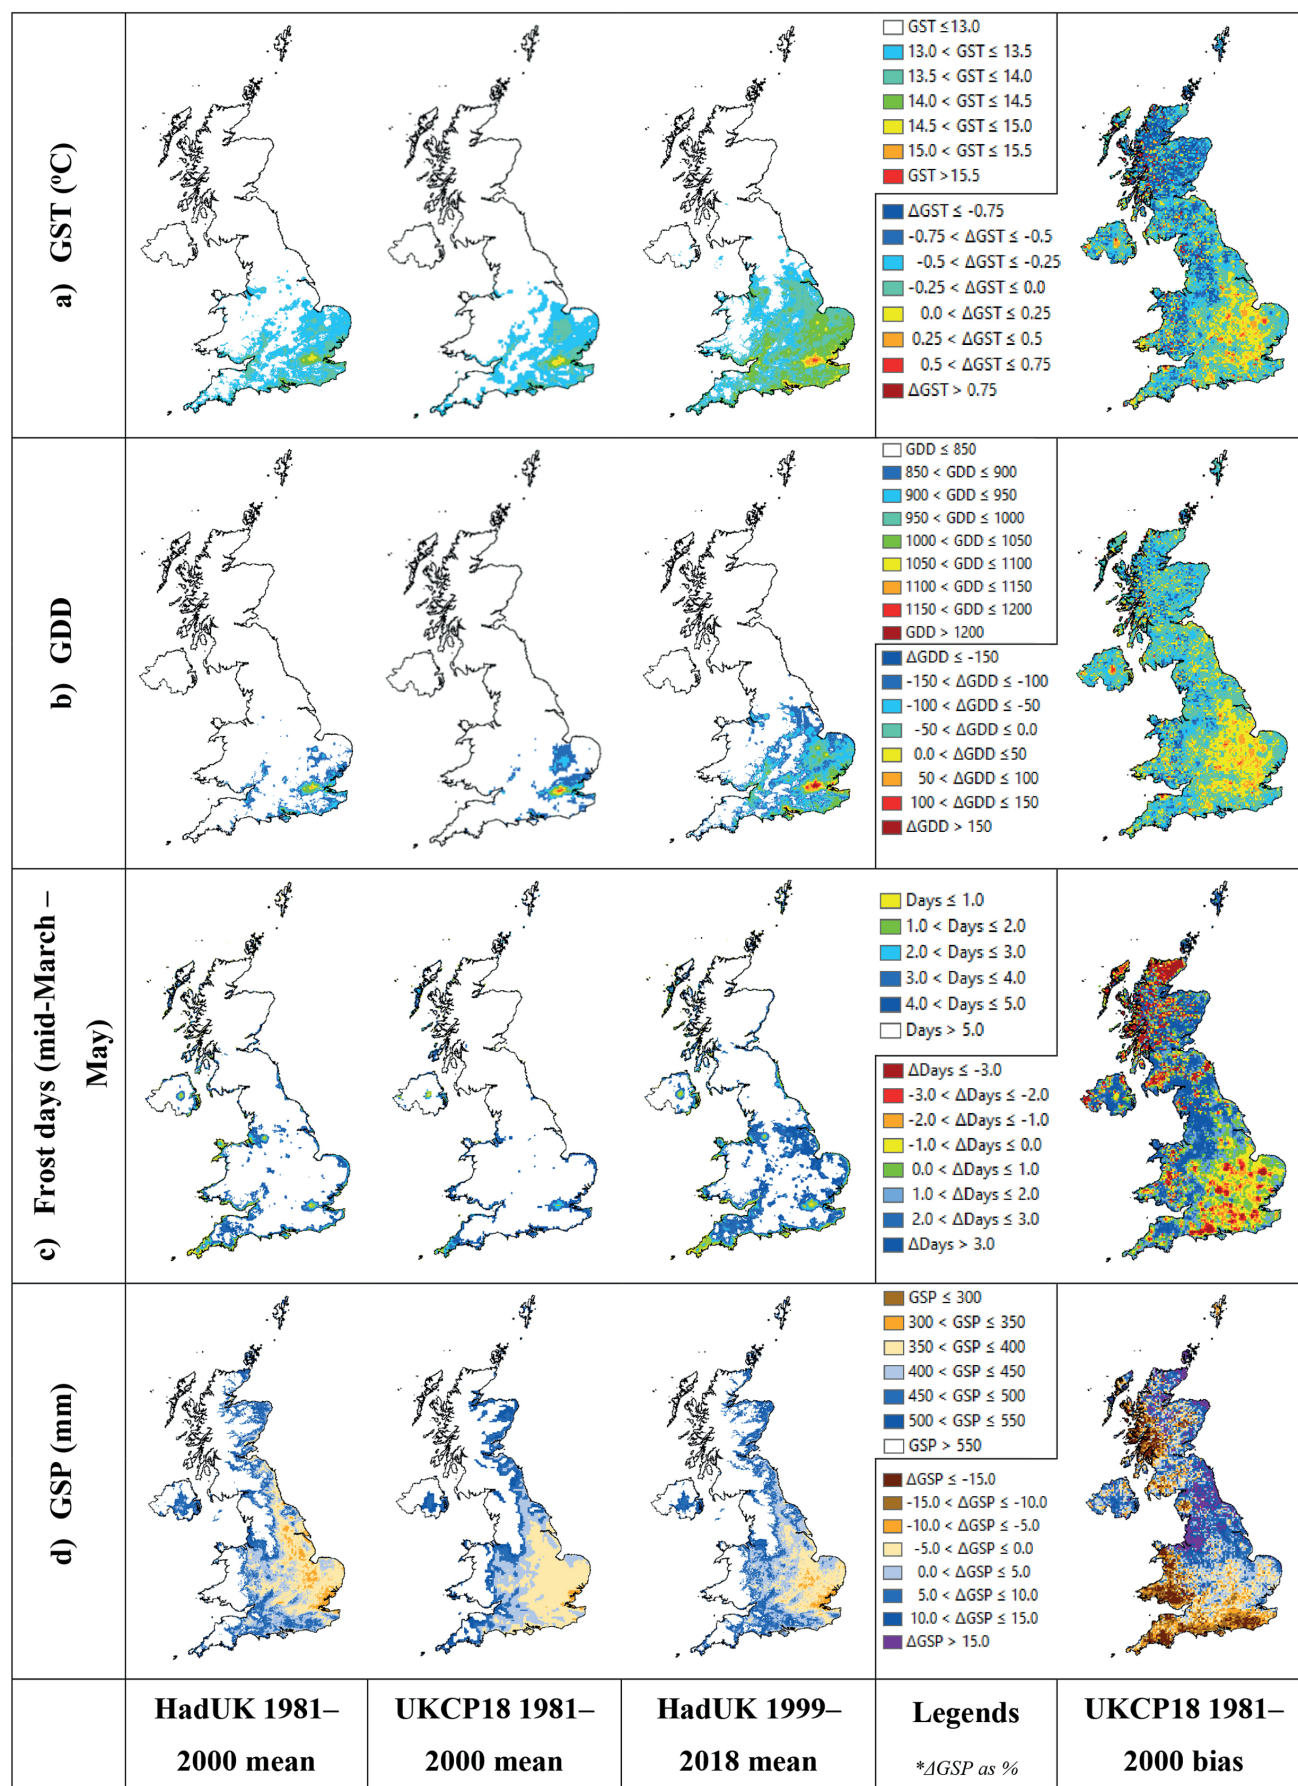 a) GST (ºC)
GST ≤13.0
13.0 < GST ≤ 13.5
13.5 < GST ≤ 14.0
14.0 < GST ≤ 14.5
14.5 < GST ≤ 15.0
15.0 < GST ≤ 15.5
GST >15.5
ΔGST ≤ -0.75
-0.75 < ΔGST ≤ -0.5
-0.5 < ΔGST ≤ -0.25
-0.25 < ΔGST ≤ 0.0
0.0 < ΔGST ≤ 0.25
0.25 < ΔGST ≤ 0.5
0.5 < ΔGST ≤ 0.75
ΔGST > 0.75
b) GDD
GDD ≤ 850
850 < GDD ≤ 900
900 < GDD ≤ 950
950 < GDD ≤ 1000
1000 < GDD ≤ 1050
1050 < GDD ≤ 1100
1100 < GDD ≤ 1150
1150 < GDD ≤ 1200
GDD > 1200
ΔGDD ≤ -150
-150 < ΔGDD ≤ -100
-100 < ΔGDD ≤ -50
-50 < ΔGDD ≤ 0.0
0.0 < ΔGDD ≤50
50 < ΔGDD ≤ 100
100 < ΔGDD ≤ 150
ΔGDD > 150
c) Frost days (mid-March –
May)
Days ≤ 1.0
1.0 < Days ≤ 2.0
2.0 < Days ≤ 3.0
3.0 < Days ≤ 4.0
4.0 < Days ≤ 5.0
Days > 5.0
ΔDays ≤ -3.0
-3.0 < ΔDays ≤ -2.0
-2.0 < ΔDays ≤ -1.0
-1.0 < ΔDays ≤ 0.0
0.0 < ΔDays ≤ 1.0
1.0 < ΔDays ≤ 2.0
2.0 < ΔDays ≤ 3.0
ΔDays > 3.0
d) GSP (mm)
GSP ≤ 300
300 < GSP ≤ 350
350 < GSP ≤ 400
400 < GSP ≤ 450
450 < GSP ≤ 500
500 < GSP ≤ 550
GSP > 550
ΔGSP ≤ -15.0
-15.0 < ΔGSP ≤ -10.0
-10.0 < ΔGSP ≤ -5.0
-5.0 < ΔGSP ≤ 0.0
0.0 < ΔGSP ≤ 5.0
5.0 < ΔGSP ≤ 10.0
10.0 < ΔGSP ≤ 15.0
ΔGSP > 15.0
HadUK 1981–
2000 mean
UKCP18 1981–
2000 mean
HadUK 1999–
2018 mean
Legends
*ΔGSP as %
UKCP18 1981–
2000 bias